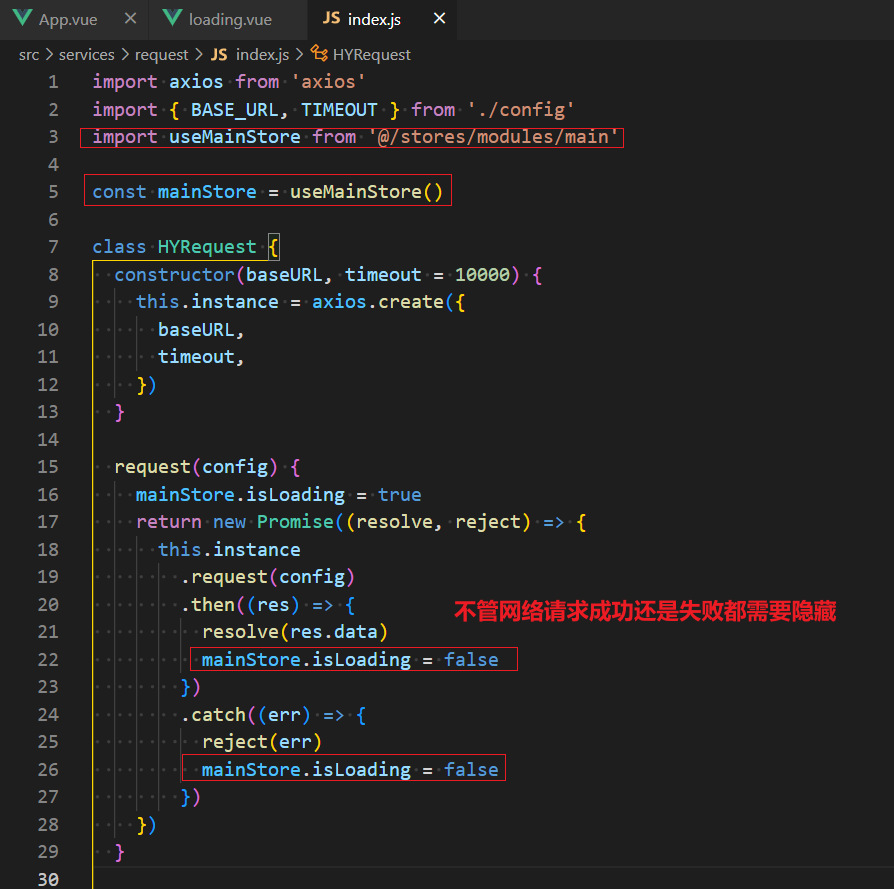 App.vue loading.vue JS index.js
src > services > request > JS index.js > HYRequest
1 import axios from 'axios'
2 import { BASE_URL, TIMEOUT } from './config'
3 import useMainStore from '@/stores/modules/main'
4
5 const mainStore = useMainStore()
6
7 class HYRequest {
8 constructor(baseURL, timeout = 10000) {
9 this.instance = axios.create({
10 baseURL,
11 timeout,
12 })
13 }
14
15 request(config) {
16 mainStore.isLoading = true
17 return new Promise((resolve, reject) => {
18 this.instance
19 .request(config)
20 .then((res) => {
不管网络请求成功还是失败都需要隐藏
21 resolve(res.data)
22 mainStore.isLoading = false
23 })
24 .catch((err) => {
25 reject(err)
26 mainStore.isLoading = false
27 })
28 })
29 }
30